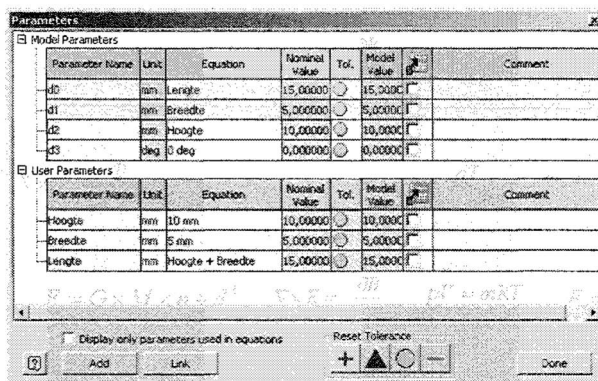 Parameters
Model Parameters
Parameter Name Unit Equation Nominal Value Tol. Model Value Comment
d0 mm Lengte 15,00000 15,0000
d1 mm Breedte 5,000000 5,00000
d2 mm Hoogte 10,00000 10,0000
d3 deg 0 deg 0,000000 0,00000
User Parameters
Parameter Name Unit Equation Nominal Value Tol. Model Value Comment
Hoogte mm 10 mm 10,00000 10,0000
Breedte mm 5 mm 5,000000 5,00000
Lengte mm Hoogte + Breedte 15,00000 15,0000
Display only parameters used in equations
Reset Tolerance
? Add Link + − Done